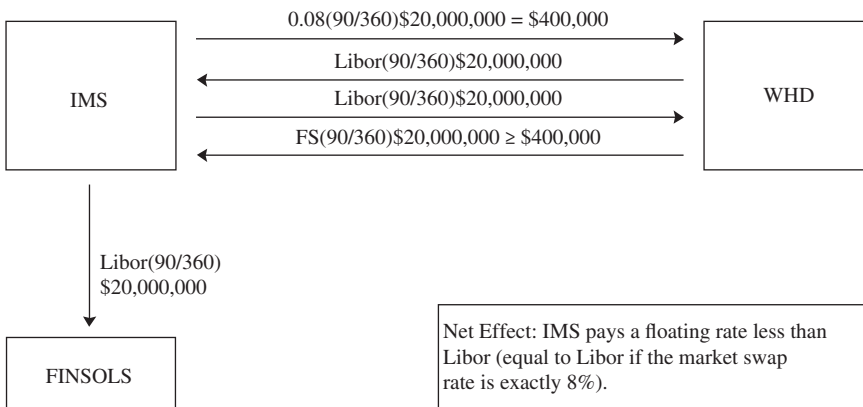 0.08(90/360)$20,000,000 = $400,000
Libor(90/360)$20,000,000
IMS
WHD
Libor(90/360)$20,000,000
FS(90/360)$20,000,000 ≥ $400,000
Libor(90/360)
$20,000,000
FINSOLS
Net Effect: IMS pays a floating rate less than
Libor (equal to Libor if the market swap
rate is exactly 8%).